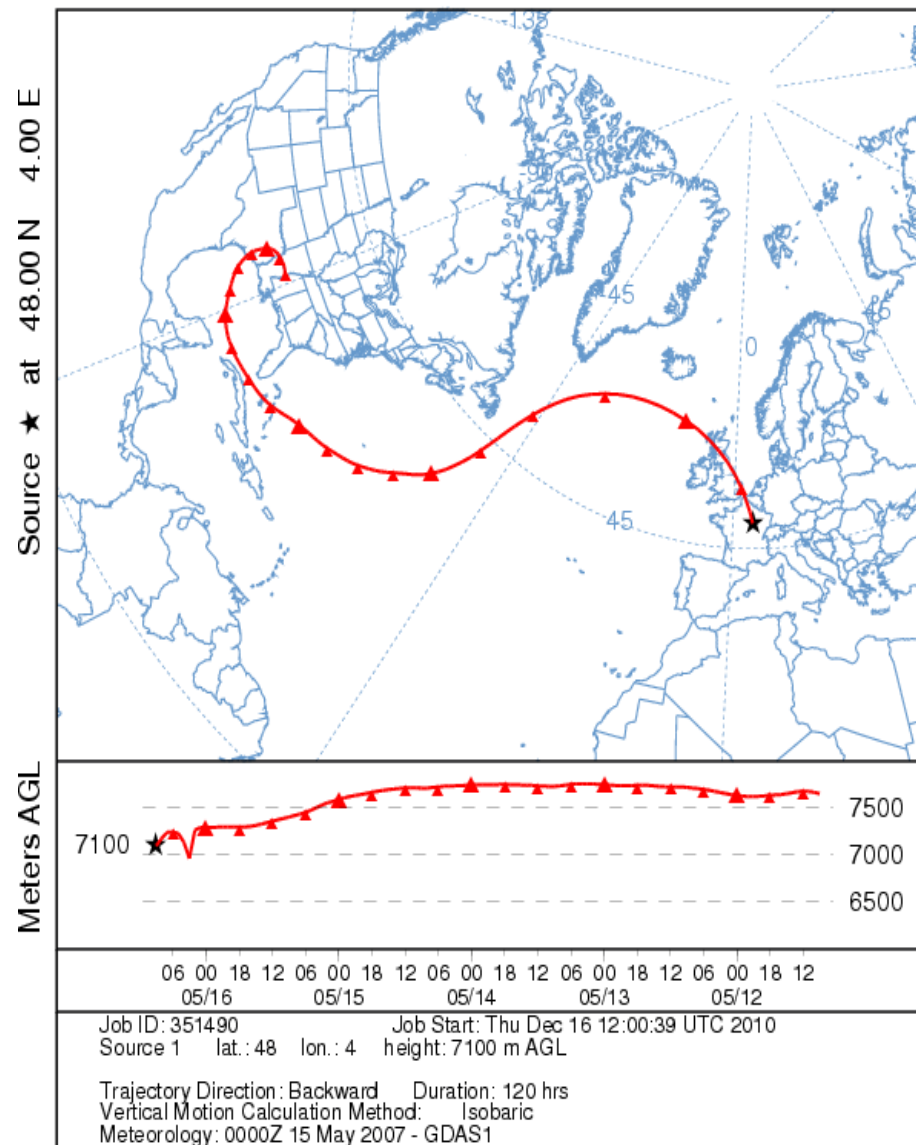 -135
-90
-45
45
0
45
Source ★ at 48.00 N 4.00 E
Meters AGL
7100
7500
7000
6500
06 00 18 12 06 00 18 12 06 00 18 12 06 00 18 12 06 00 18 12
05/16 05/15 05/14 05/13 05/12
Job ID: 351490 Job Start: Thu Dec 16 12:00:39 UTC 2010
Source 1 lat.: 48 lon.: 4 height: 7100 m AGL
Trajectory Direction: Backward Duration: 120 hrs
Vertical Motion Calculation Method: Isobaric
Meteorology: 0000Z 15 May 2007 - GDAS1